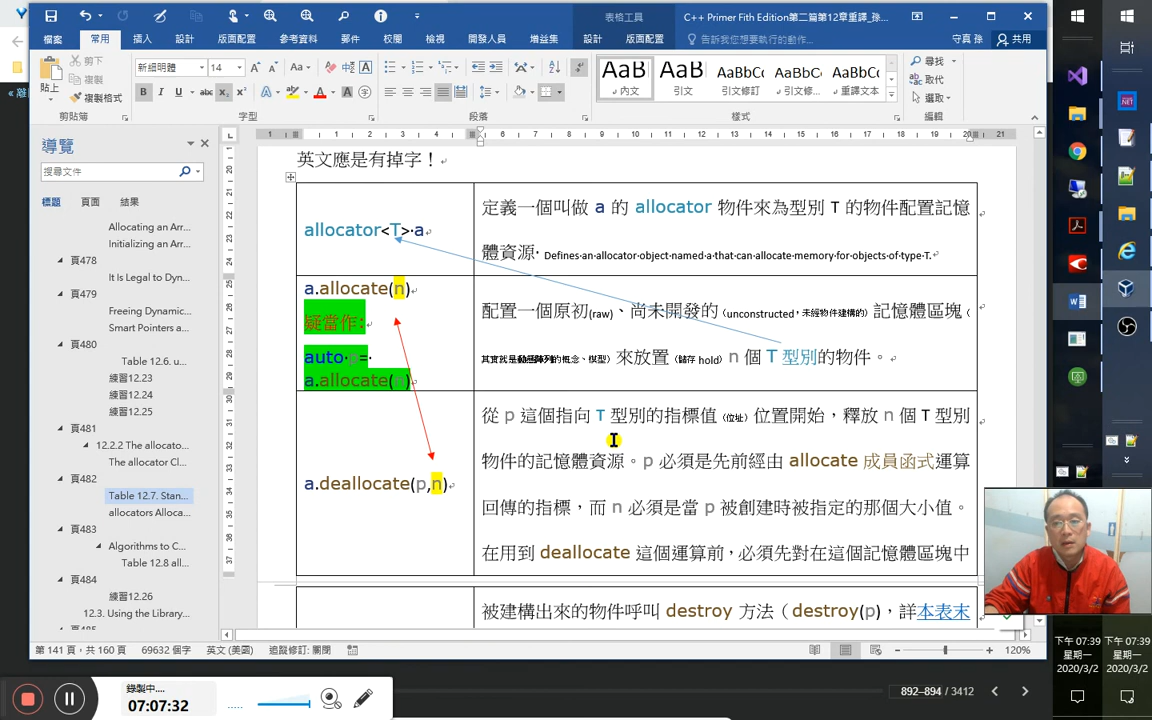 C++ Primer Fith Edition第二篇第12章重譯_孫...
表格工具
檔案 常用 插入 設計 版面配置 參考資料 郵件 校閱 檢視 開發人員 增益集 設計 版面配置 告訴我您想要執行的動作... 守真 孫 共用
剪下
複製
複製格式
貼上
新細明體 14
AaBbC AaBbC AaBbCc AaBbCc AaBbCc
內文 引文 引文修訂 引文修... 重譯文本
尋找
取代
選取
剪貼簿 字型 段落 樣式 編輯
導覽
搜尋文件
標題 頁面 結果
Allocating an Arr...
Initializing an Arr...
頁478
It Is Legal to Dyn...
頁479
Freeing Dynamic...
Smart Pointers a...
頁480
Table 12.6. u...
練習12.23
練習12.24
練習12.25
頁481
12.2.2 The allocato...
The allocator Cl...
頁482
Table 12.7. Stan...
allocators Alloca...
頁483
Algorithms to C...
Table 12.8 all...
頁484
練習12.26
12.3. Using the Library...
頁485
英文應是有掉字！
allocator<T> a
定義一個叫做 a 的 allocator 物件來為型別 T 的物件配置記憶
體資源 Defines an allocator object named a that can allocate memory for objects of type T.
a.allocate(n)
疑當作:
auto p=
a.allocate(n)
配置一個原初(raw)、尚未開發的（unconstructed，未經物件建構的）記憶體區塊（
其實就是動態陣列的概念、模型）來放置（儲存 hold）n 個 T 型別的物件。
a.deallocate(p,n)
從 p 這個指向 T 型別的指標值（位址）位置開始，釋放 n 個 T 型別
物件的記憶體資源。p 必須是先前經由 allocate 成員函式運算
回傳的指標，而 n 必須是當 p 被創建時被指定的那個大小值。
在用到 deallocate 這個運算前，必須先對在這個記憶體區塊中
被建構出來的物件呼叫 destroy 方法（destroy(p)，詳本表末
第 141 頁，共 160 頁 69632 個字 英文 (美國) 追蹤修訂: 關閉 120%
錄製中...
07:07:32
892–894 / 3412
下午 07:39
星期一
2020/3/2
下午 07:39
星期一
2020/3/2